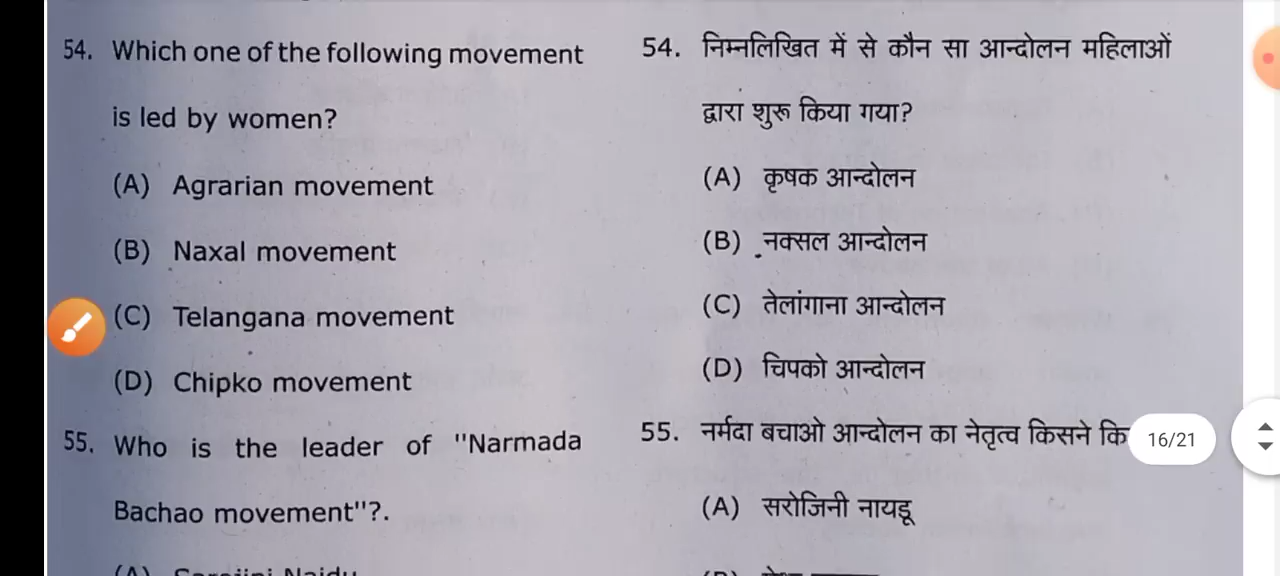 54. Which one of the following movement
is led by women?
(A) Agrarian movement
(B) Naxal movement
(C) Telangana movement
(D) Chipko movement
55. Who is the leader of "Narmada
Bachao movement"?.
(A) Sarojini Naidu
54. निम्नलिखित में से कौन सा आन्दोलन महिलाओं
द्वारा शुरू किया गया?
(A) कृषक आन्दोलन
(B) नक्सल आन्दोलन
(C) तेलांगाना आन्दोलन
(D) चिपको आन्दोलन
55. नर्मदा बचाओ आन्दोलन का नेतृत्व किसने कि
(A) सरोजिनी नायडू
(B)
16/21